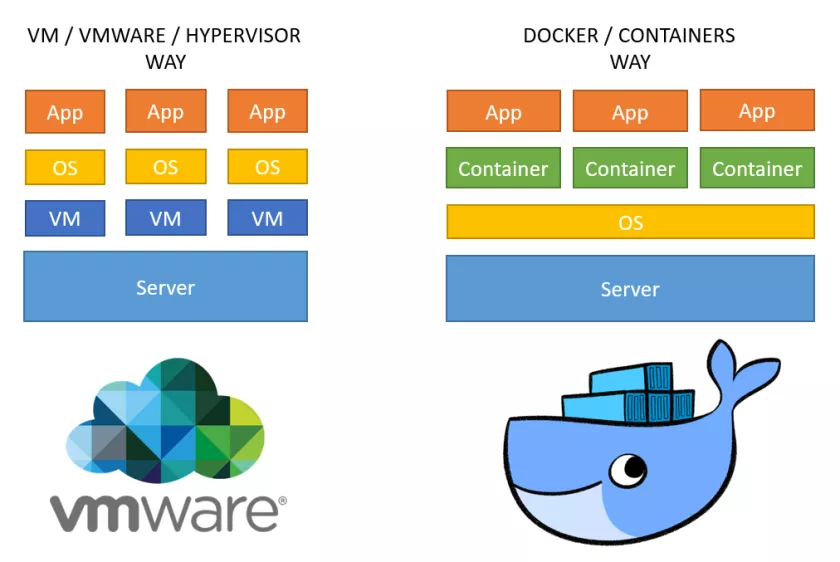 VM / VMWARE / HYPERVISOR
WAY
App App App
OS OS OS
VM VM VM
Server
vmware®
DOCKER / CONTAINERS
WAY
App App App
Container Container Container
OS
Server